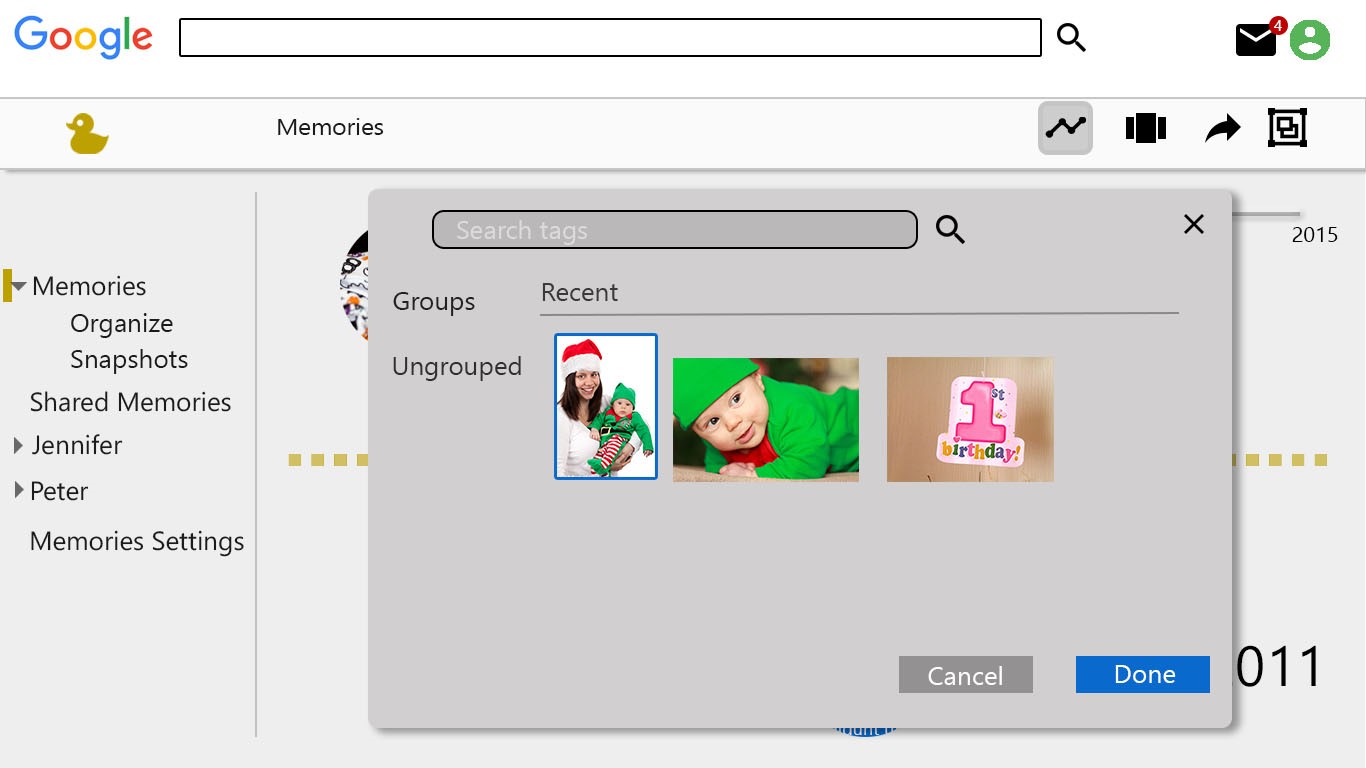 Google
4
Memories
2015
Search tags
Memories
Organize
Snapshots
Shared Memories
Jennifer
Peter
Memories Settings
Groups
Recent
Ungrouped
1st
birthday!
Cancel
Done
011